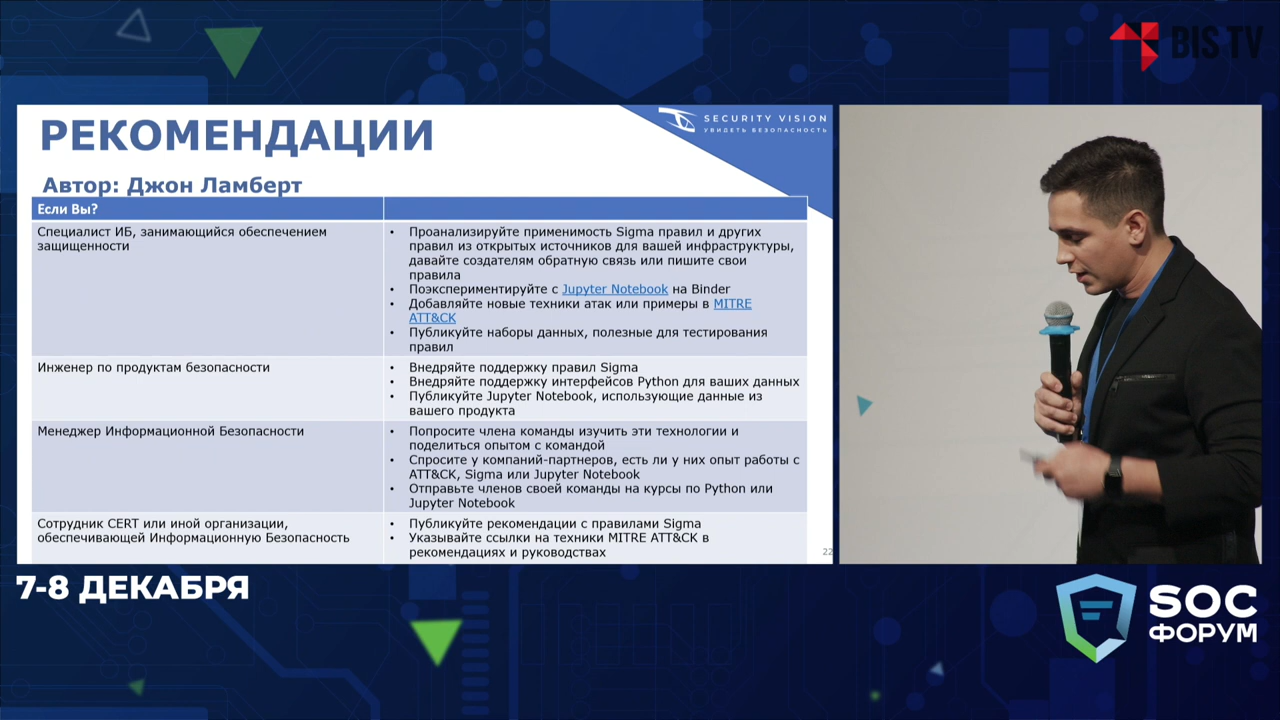 BIS TV
SECURITY VISION
УВИДЕТЬ БЕЗОПАСНОСТЬ
РЕКОМЕНДАЦИИ
Автор: Джон Ламберт
Если Вы?
Специалист ИБ, занимающийся обеспечением
защищенности
• Проанализируйте применимость Sigma правил и других
правил из открытых источников для вашей инфраструктуры,
давайте создателям обратную связь или пишите свои
правила
• Поэкспериментируйте с Jupyter Notebook на Binder
• Добавляйте новые техники атак или примеры в MITRE
ATT&CK
• Публикуйте наборы данных, полезные для тестирования
правил
Инженер по продуктам безопасности
• Внедряйте поддержку правил Sigma
• Внедряйте поддержку интерфейсов Python для ваших данных
• Публикуйте Jupyter Notebook, использующие данные из
вашего продукта
Менеджер Информационной Безопасности
• Попросите члена команды изучить эти технологии и
поделиться опытом с командой
• Спросите у компаний-партнеров, есть ли у них опыт работы с
ATT&CK, Sigma или Jupyter Notebook
• Отправьте членов своей команды на курсы по Python или
Jupyter Notebook
Сотрудник CERT или иной организации,
обеспечивающей Информационную Безопасность
• Публикуйте рекомендации с правилами Sigma
• Указывайте ссылки на техники MITRE ATT&CK в
рекомендациях и руководствах
22
7-8 ДЕКАБРЯ
SOC
ФОРУМ